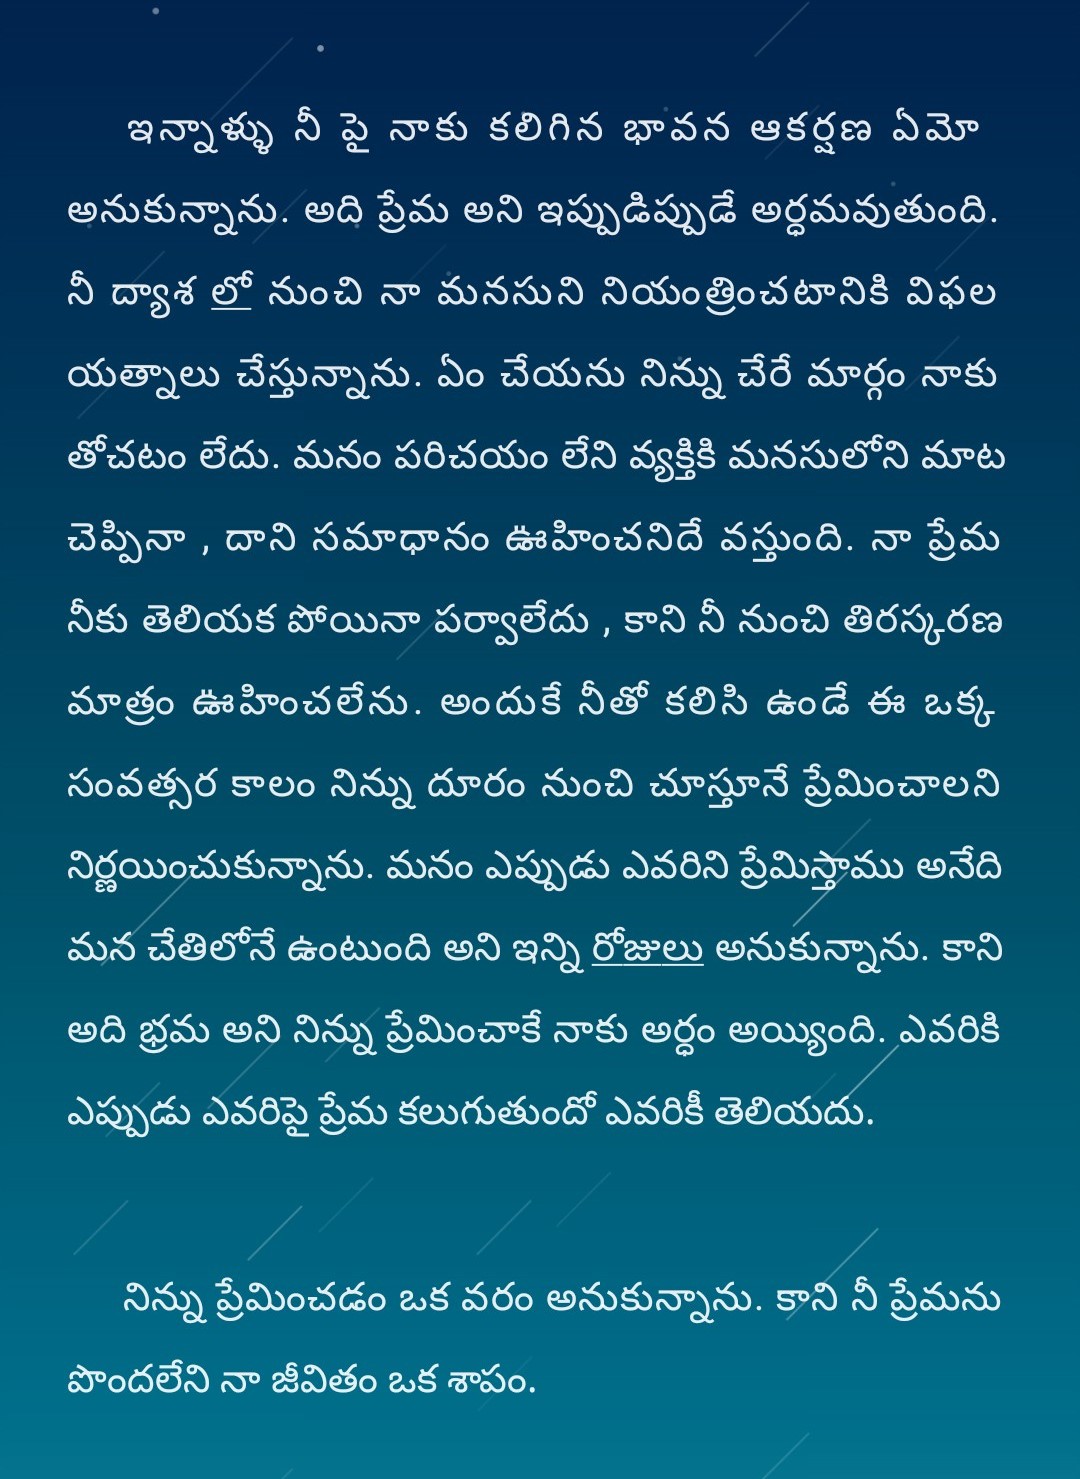 ఇన్నాళ్ళు నీ పై నాకు కలిగిన భావన ఆకర్షణ ఏమో
అనుకున్నాను. అది ప్రేమ అని ఇప్పుడిప్పుడే అర్ధమవుతుంది.
నీ ద్యాశ లో నుంచి నా మనసుని నియంత్రించటానికి విఫల
యత్నాలు చేస్తున్నాను. ఏం చేయను నిన్ను చేరే మార్గం నాకు
తోచటం లేదు. మనం పరిచయం లేని వ్యక్తికి మనసులోని మాట
చెప్పినా , దాని సమాధానం ఊహించనిదే వస్తుంది. నా ప్రేమ
నీకు తెలియక పోయినా పర్వాలేదు , కాని నీ నుంచి తిరస్కరణ
మాత్రం ఊహించలేను. అందుకే నీతో కలిసి ఉండే ఈ ఒక్క
సంవత్సర కాలం నిన్ను దూరం నుంచి చూస్తూనే ప్రేమించాలని
నిర్ణయించుకున్నాను. మనం ఎప్పుడు ఎవరిని ప్రేమిస్తాము అనేది
మన చేతిలోనే ఉంటుంది అని ఇన్ని రోజులు అనుకున్నాను. కాని
అది భ్రమ అని నిన్ను ప్రేమించాకే నాకు అర్ధం అయ్యింది. ఎవరికి
ఎప్పుడు ఎవరిపై ప్రేమ కలుగుతుందో ఎవరికీ తెలియదు.
నిన్ను ప్రేమించడం ఒక వరం అనుకున్నాను. కాని నీ ప్రేమను
పొందలేని నా జీవితం ఒక శాపం.